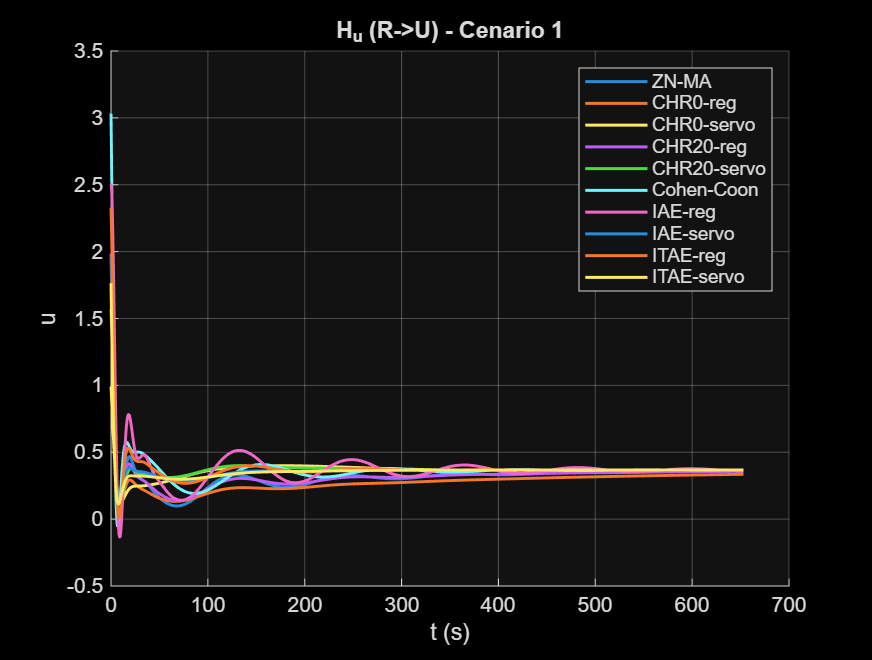 Hu (R->U) - Cenario 1
3.5
3
2.5
2
1.5
1
0.5
0
-0.5
u
ZN-MA
CHR0-reg
CHR0-servo
CHR20-reg
CHR20-servo
Cohen-Coon
IAE-reg
IAE-servo
ITAE-reg
ITAE-servo
0 100 200 300 400 500 600 700
t (s)